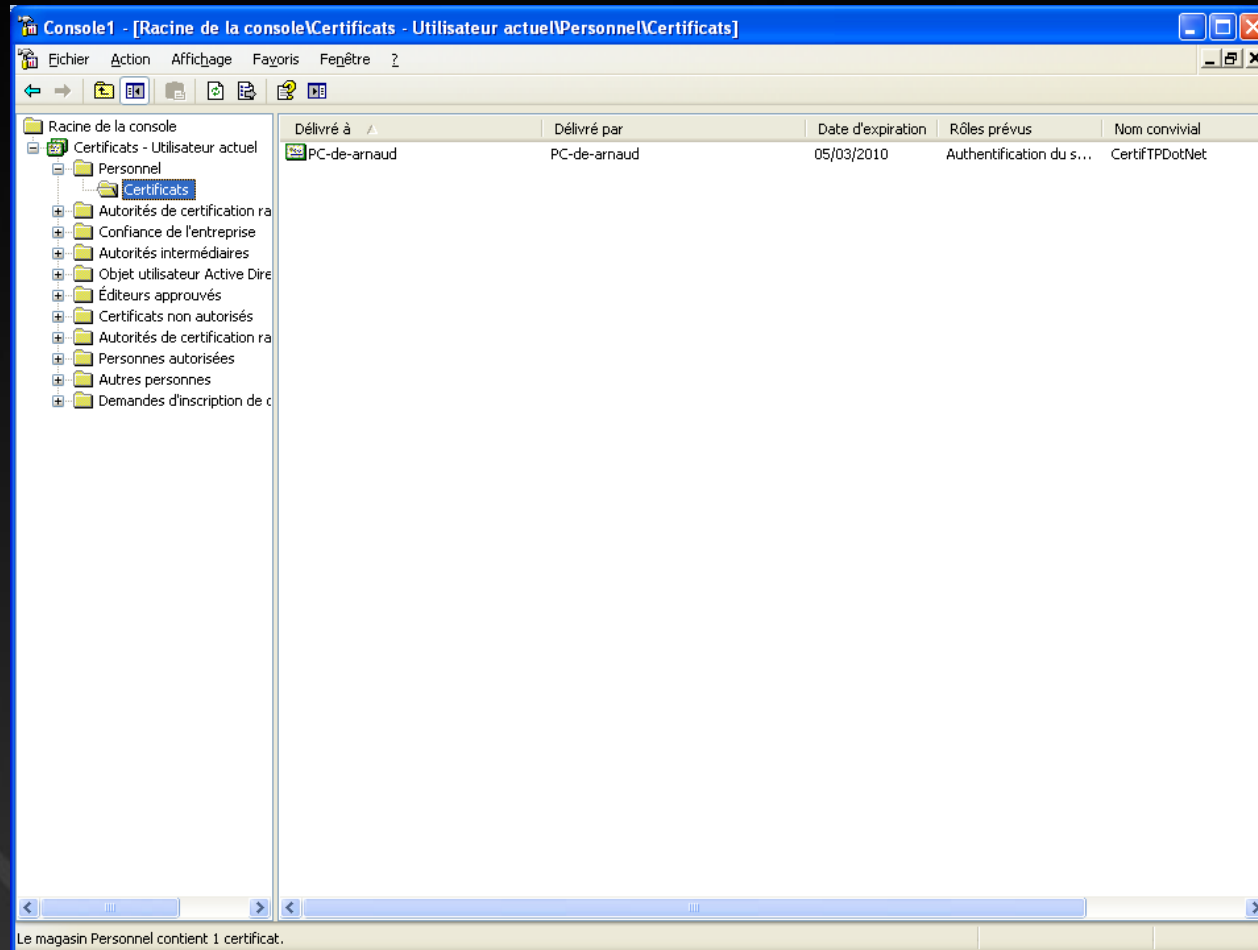 Console1 - [Racine de la console\Certificats - Utilisateur actuel\Personnel\Certificats]
Fichier Action Affichage Favoris Fenêtre ?
Racine de la console
Certificats - Utilisateur actuel
Personnel
Certificats
Autorités de certification ra
Confiance de l'entreprise
Autorités intermédiaires
Objet utilisateur Active Dire
Éditeurs approuvés
Certificats non autorisés
Autorités de certification ra
Personnes autorisées
Autres personnes
Demandes d'inscription de c
Délivré à Délivré par Date d'expiration Rôles prévus Nom convivial
PC-de-arnaud PC-de-arnaud 05/03/2010 Authentification du s... CertifTPDotNet
Le magasin Personnel contient 1 certificat.